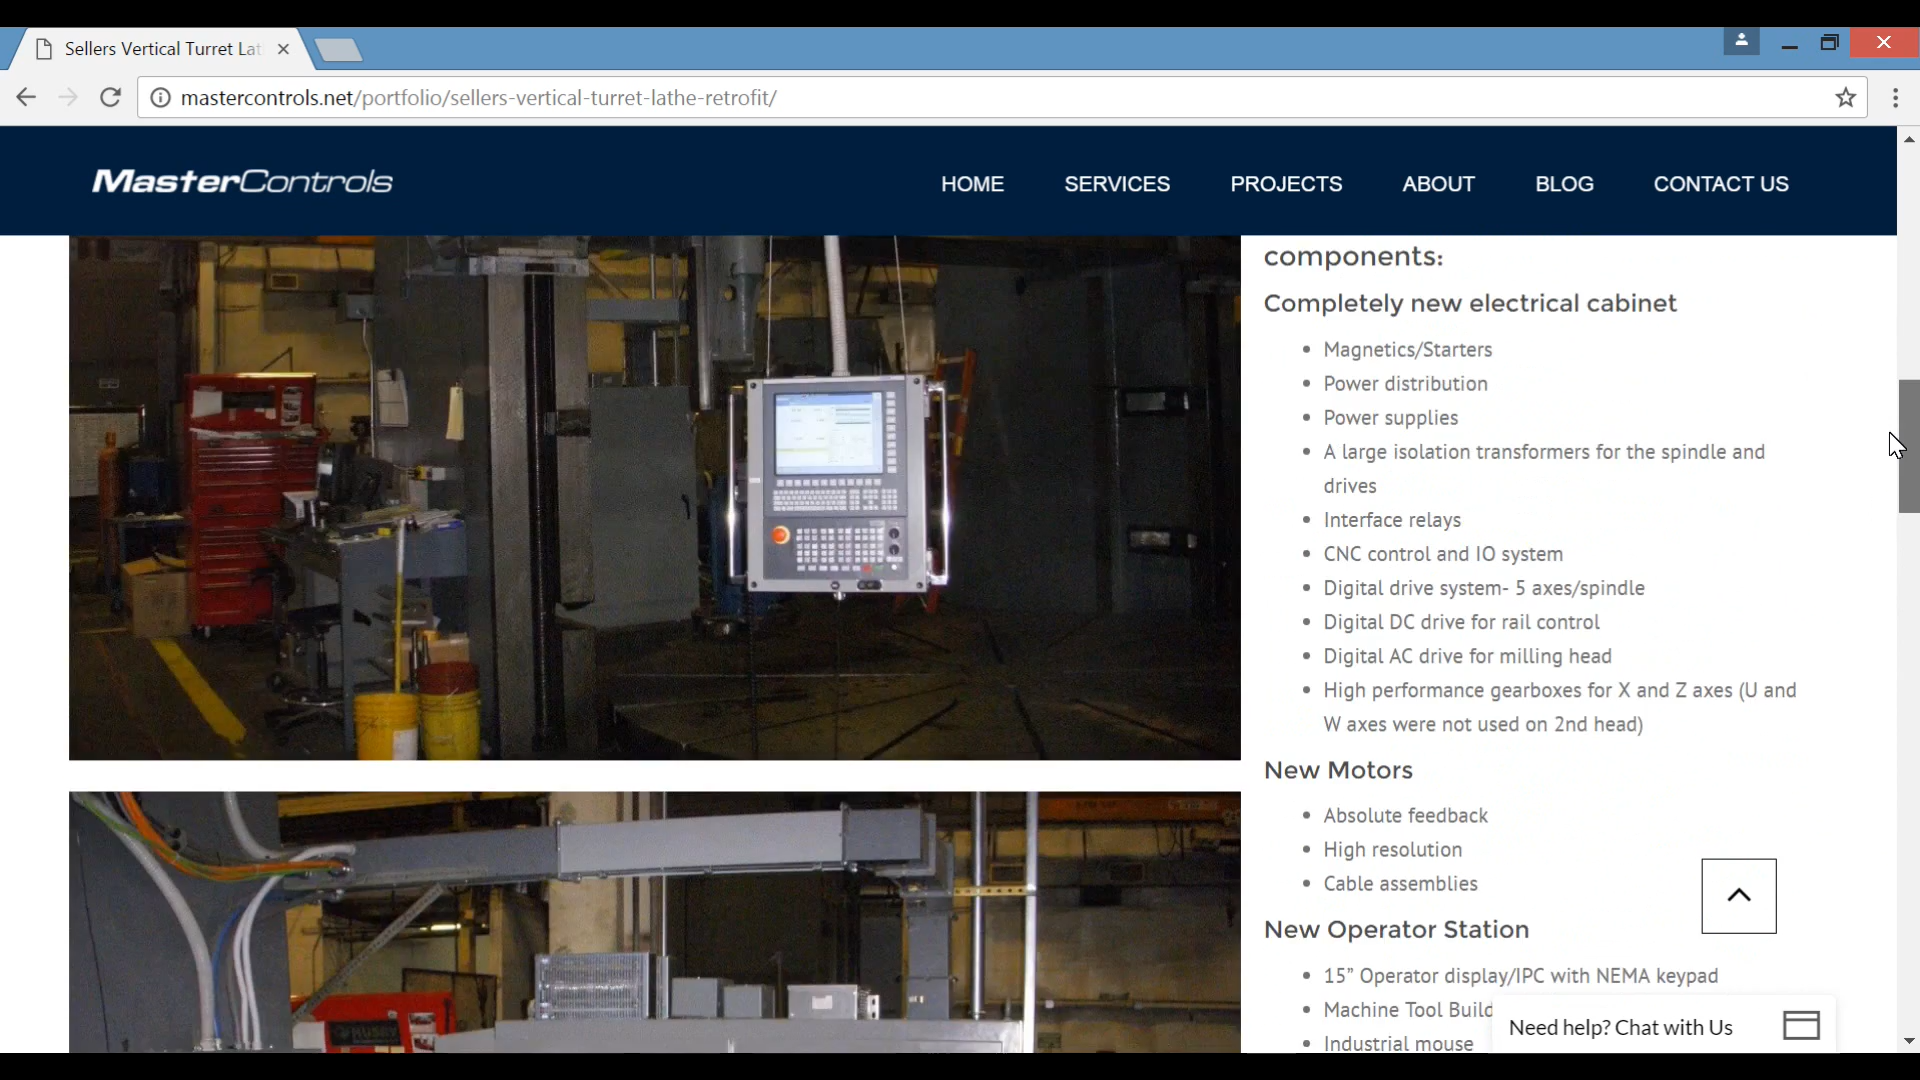 Sellers Vertical Turret Lat
mastercontrols.net/portfolio/sellers-vertical-turret-lathe-retrofit/
MasterControls
HOME
SERVICES
PROJECTS
ABOUT
BLOG
CONTACT US
components:
Completely new electrical cabinet
Magnetics/Starters
Power distribution
Power supplies
A large isolation transformers for the spindle and
drives
Interface relays
CNC control and IO system
Digital drive system- 5 axes/spindle
Digital DC drive for rail control
Digital AC drive for milling head
High performance gearboxes for X and Z axes (U and
W axes were not used on 2nd head)
New Motors
Absolute feedback
High resolution
Cable assemblies
New Operator Station
15” Operator display/IPC with NEMA keypad
Machine Tool Build
Industrial mouse
Need help? Chat with Us
HUSKY